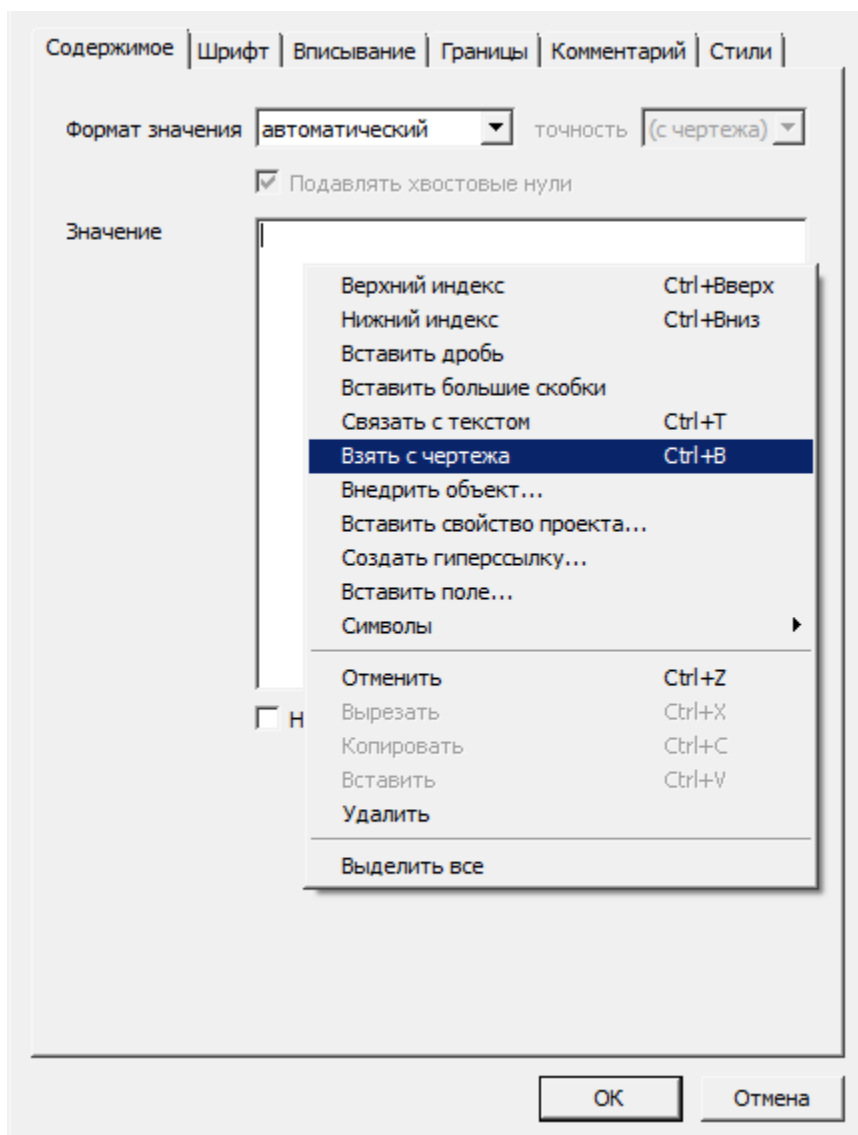 Содержимое Шрифт Вписывание Границы Комментарий Стили
Формат значения автоматический точность (с чертежа)
Подавлять хвостовые нули
Значение
Верхний индекс Ctrl+Вверх
Нижний индекс Ctrl+Вниз
Вставить дробь
Вставить большие скобки
Связать с текстом Ctrl+T
Взять с чертежа Ctrl+B
Внедрить объект...
Вставить свойство проекта...
Создать гиперссылку...
Вставить поле...
Символы
Отменить Ctrl+Z
Н Вырезать Ctrl+X
Копировать Ctrl+C
Вставить Ctrl+V
Удалить
Выделить все
OK Отмена